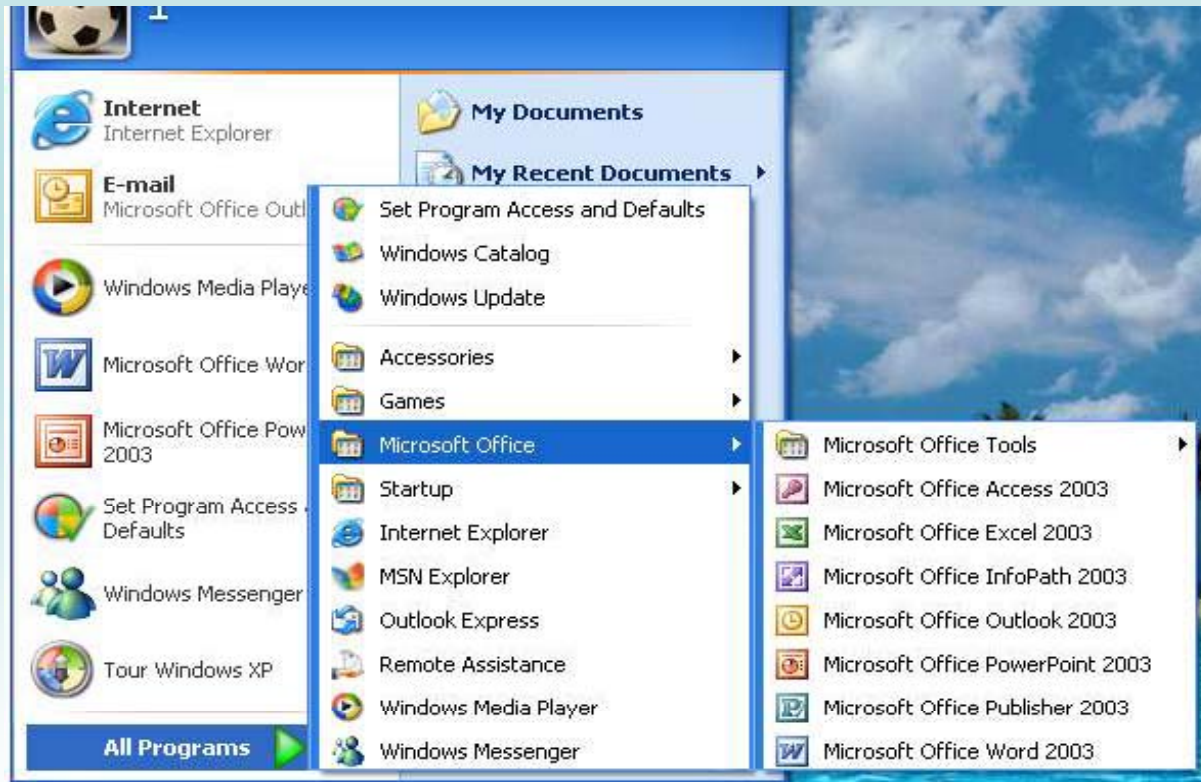 1
Internet
Internet Explorer
E-mail
Microsoft Office Outl
Windows Media Playe
Microsoft Office Wor
Microsoft Office Pow
2003
Set Program Access
Defaults
Windows Messenger
Tour Windows XP
All Programs
My Documents
My Recent Documents
Set Program Access and Defaults
Windows Catalog
Windows Update
Accessories
Games
Microsoft Office
Startup
Internet Explorer
MSN Explorer
Outlook Express
Remote Assistance
Windows Media Player
Windows Messenger
Microsoft Office Tools
Microsoft Office Access 2003
Microsoft Office Excel 2003
Microsoft Office InfoPath 2003
Microsoft Office Outlook 2003
Microsoft Office PowerPoint 2003
Microsoft Office Publisher 2003
Microsoft Office Word 2003